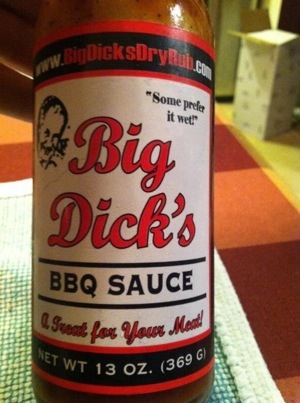 www.BigDicksDryRub.com
"Some prefer
it wet!"
Big
Dick's
BBQ SAUCE
A Treat for Your Meat!
NET WT 13 OZ. (369 G)